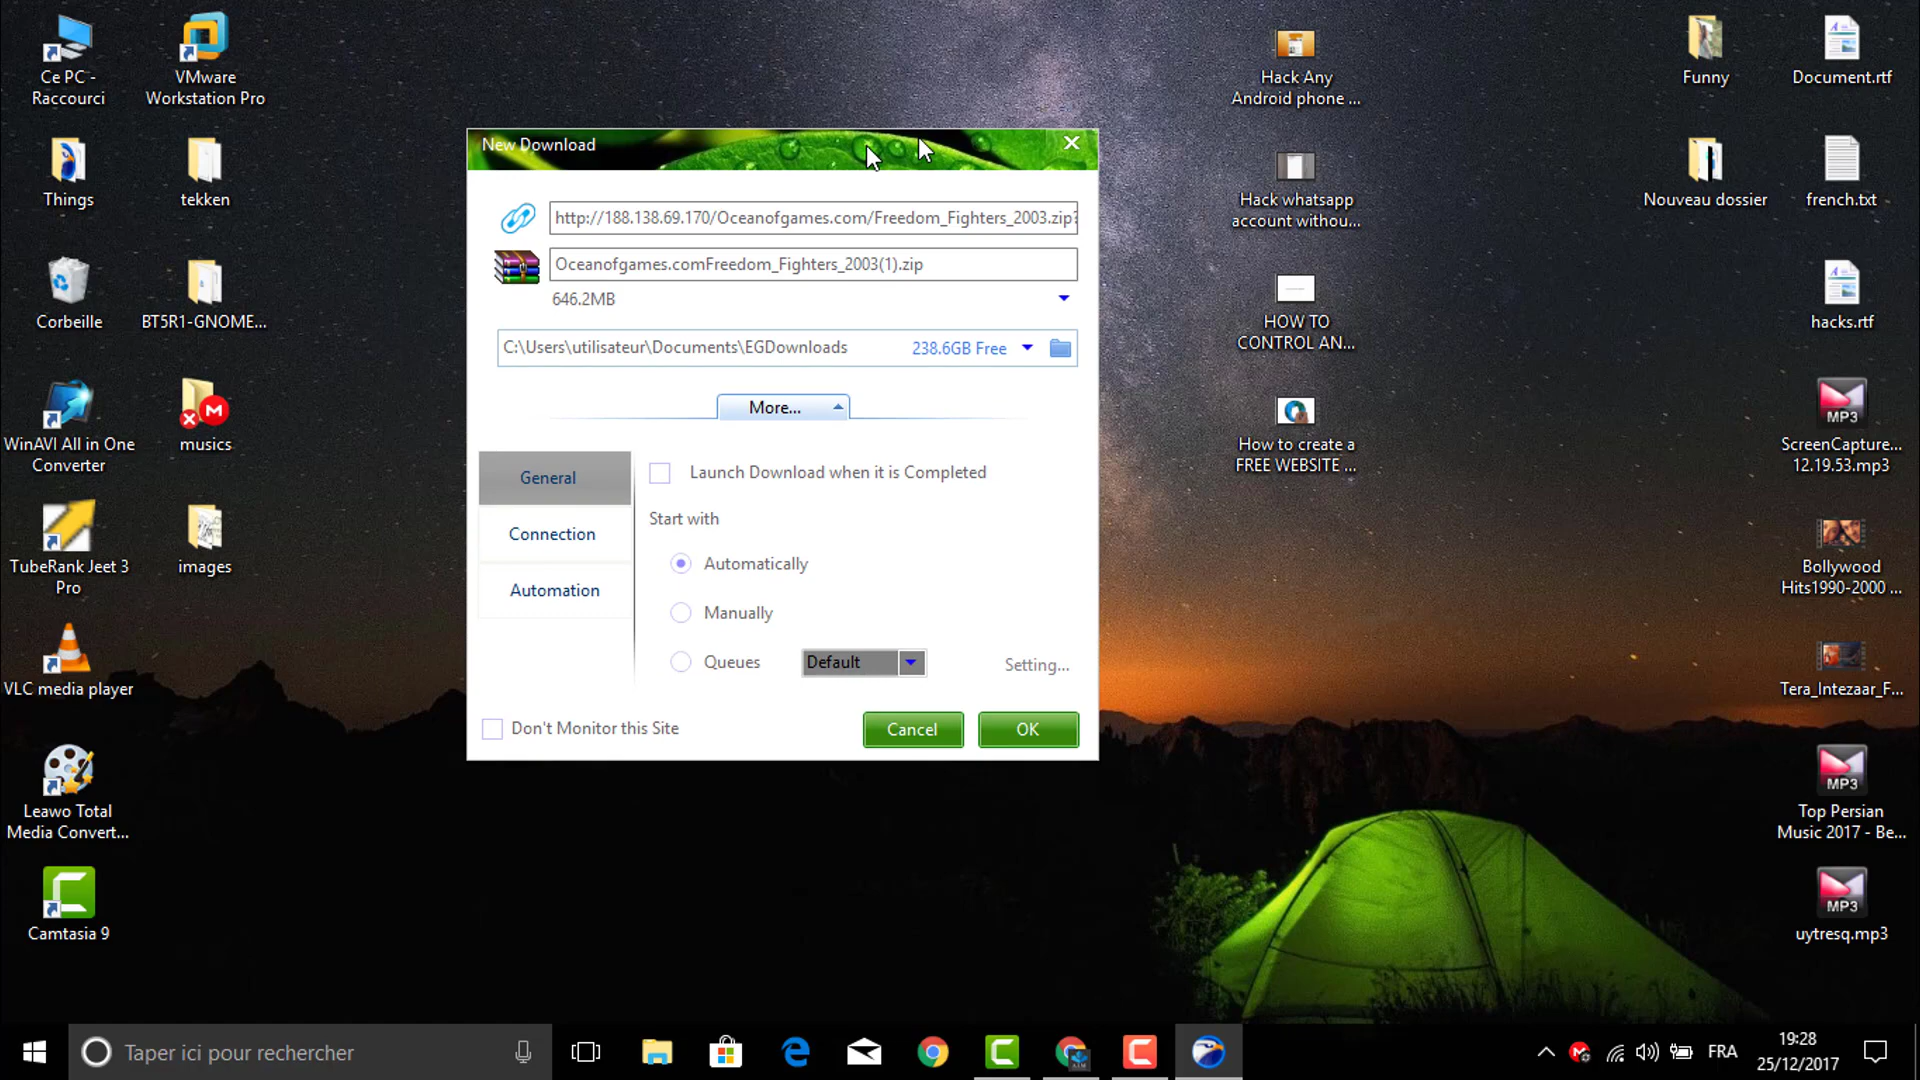 Ce PC -
Raccourci
VMware
Workstation Pro
Things
tekken
Corbeille
BT5R1-GNOME...
WinAVI All in One
Converter
musics
TubeRank Jeet 3
Pro
images
VLC media player
Leawo Total
Media Convert...
Camtasia 9
New Download
http://188.138.69.170/Oceanofgames.com/Freedom_Fighters_2003.zip?
Oceanofgames.comFreedom_Fighters_2003(1).zip
646.2MB
C:\Users\utilisateur\Documents\EGDownloads
238.6GB Free
More...
General
Connection
Automation
Launch Download when it is Completed
Start with
Automatically
Manually
Queues
Default
Setting...
Don't Monitor this Site
Cancel
OK
Hack Any
Android phone ...
Hack whatsapp
account withou...
HOW TO
CONTROL AN...
How to create a
FREE WEBSITE ...
Funny
Document.rtf
Nouveau dossier
french.txt
hacks.rtf
MP3
ScreenCapture...
12.19.53.mp3
Bollywood
Hits1990-2000 ...
Tera_Intezaar_F...
MP3
Top Persian
Music 2017 - Be...
MP3
uytresq.mp3
Taper ici pour rechercher
FRA
19:28
25/12/2017